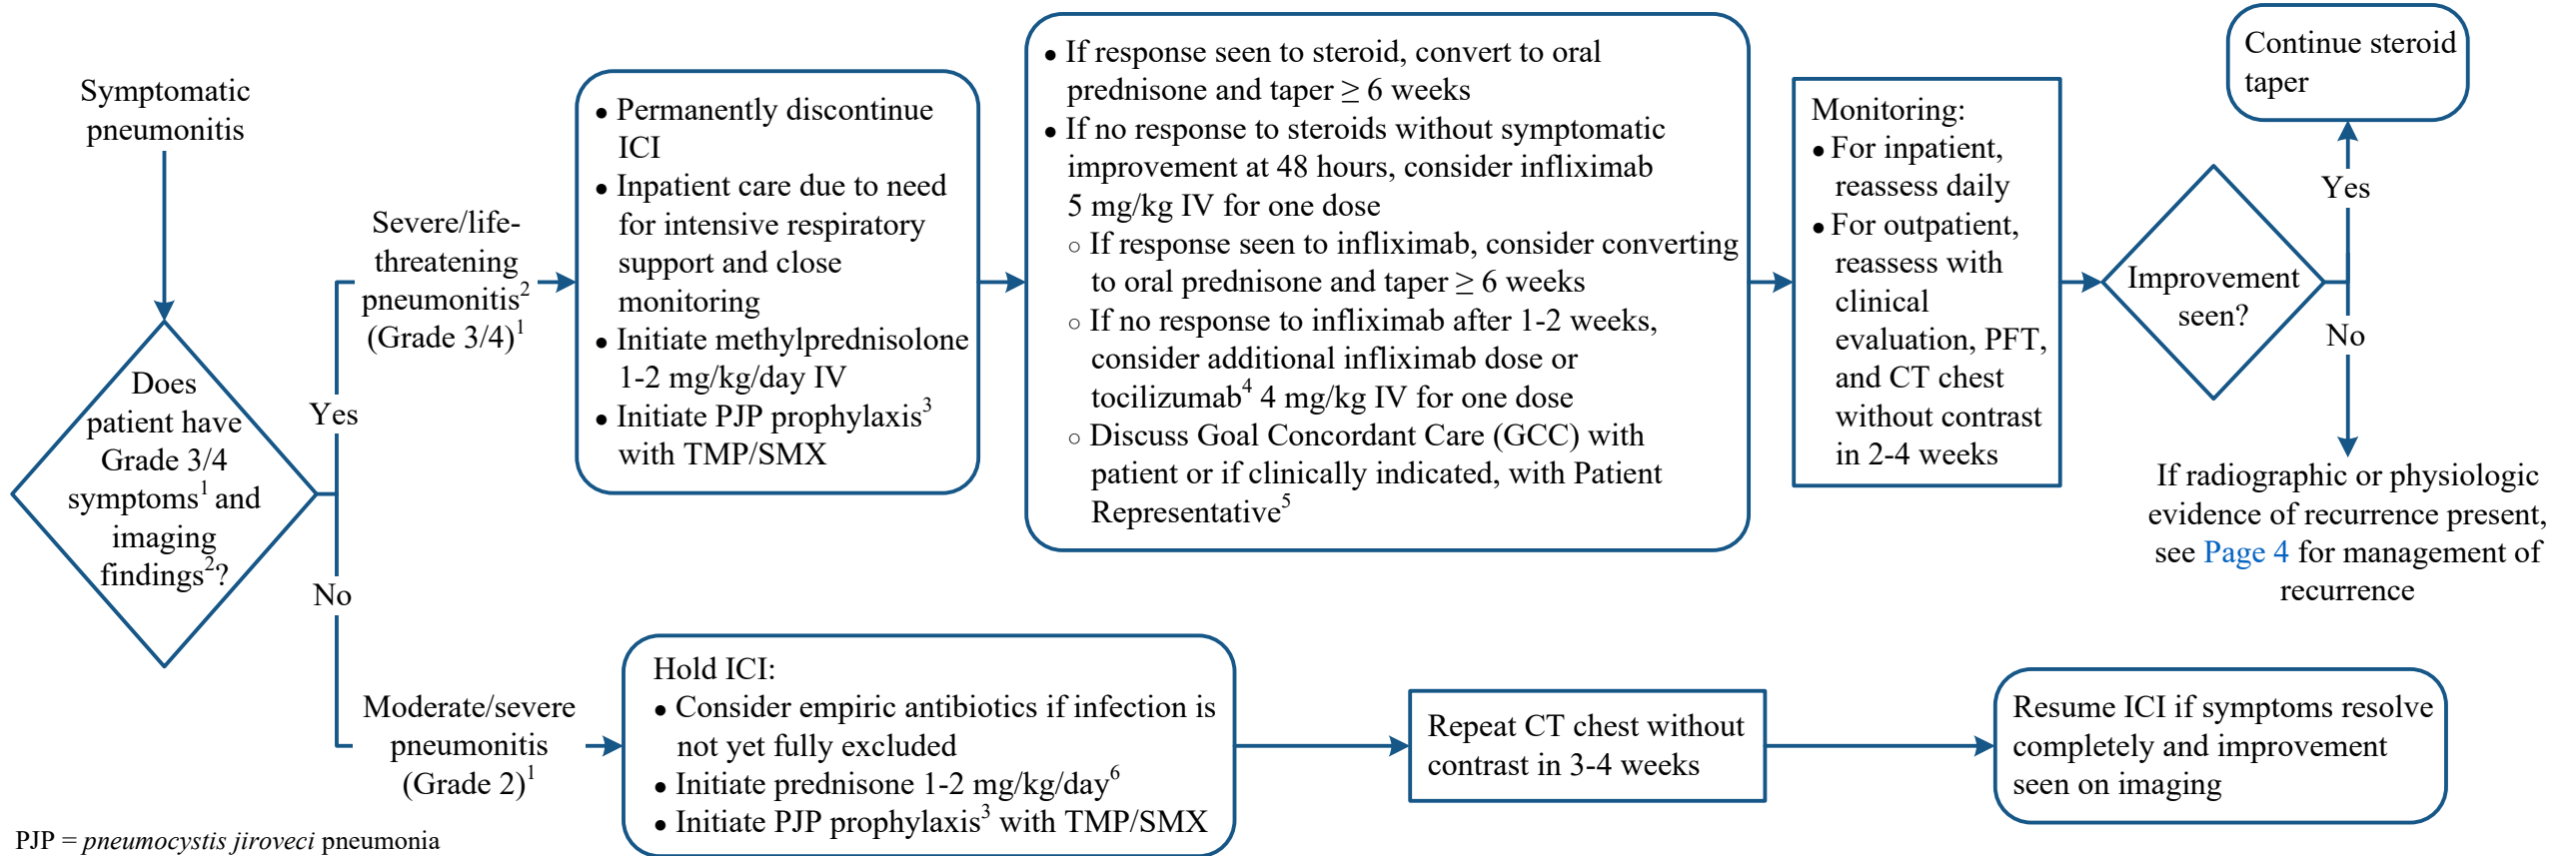 Symptomatic
pneumonitis
Does
patient have
Grade 3/4
symptoms¹ and
imaging
findings²?
Yes
Severe/life-
threatening
pneumonitis²
(Grade 3/4)¹
• Permanently discontinue
ICI
• Inpatient care due to need
for intensive respiratory
support and close
monitoring
• Initiate methylprednisolone
1-2 mg/kg/day IV
• Initiate PJP prophylaxis³
with TMP/SMX
• If response seen to steroid, convert to oral
prednisone and taper ≥ 6 weeks
• If no response to steroids without symptomatic
improvement at 48 hours, consider infliximab
5 mg/kg IV for one dose
○ If response seen to infliximab, consider converting
to oral prednisone and taper ≥ 6 weeks
○ If no response to infliximab after 1-2 weeks,
consider additional infliximab dose or
tocilizumab⁴ 4 mg/kg IV for one dose
○ Discuss Goal Concordant Care (GCC) with
patient or if clinically indicated, with Patient
Representative⁵
Monitoring:
• For inpatient,
reassess daily
• For outpatient,
reassess with
clinical
evaluation, PFT,
and CT chest
without contrast
in 2-4 weeks
Improvement
seen?
Yes
Continue steroid
taper
No
If radiographic or physiologic
evidence of recurrence present,
see Page 4 for management of
recurrence
No
Moderate/severe
pneumonitis
(Grade 2)¹
Hold ICI:
• Consider empiric antibiotics if infection is
not yet fully excluded
• Initiate prednisone 1-2 mg/kg/day⁶
• Initiate PJP prophylaxis³ with TMP/SMX
Repeat CT chest without
contrast in 3-4 weeks
Resume ICI if symptoms resolve
completely and improvement
seen on imaging
PJP = pneumocystis jiroveci pneumonia